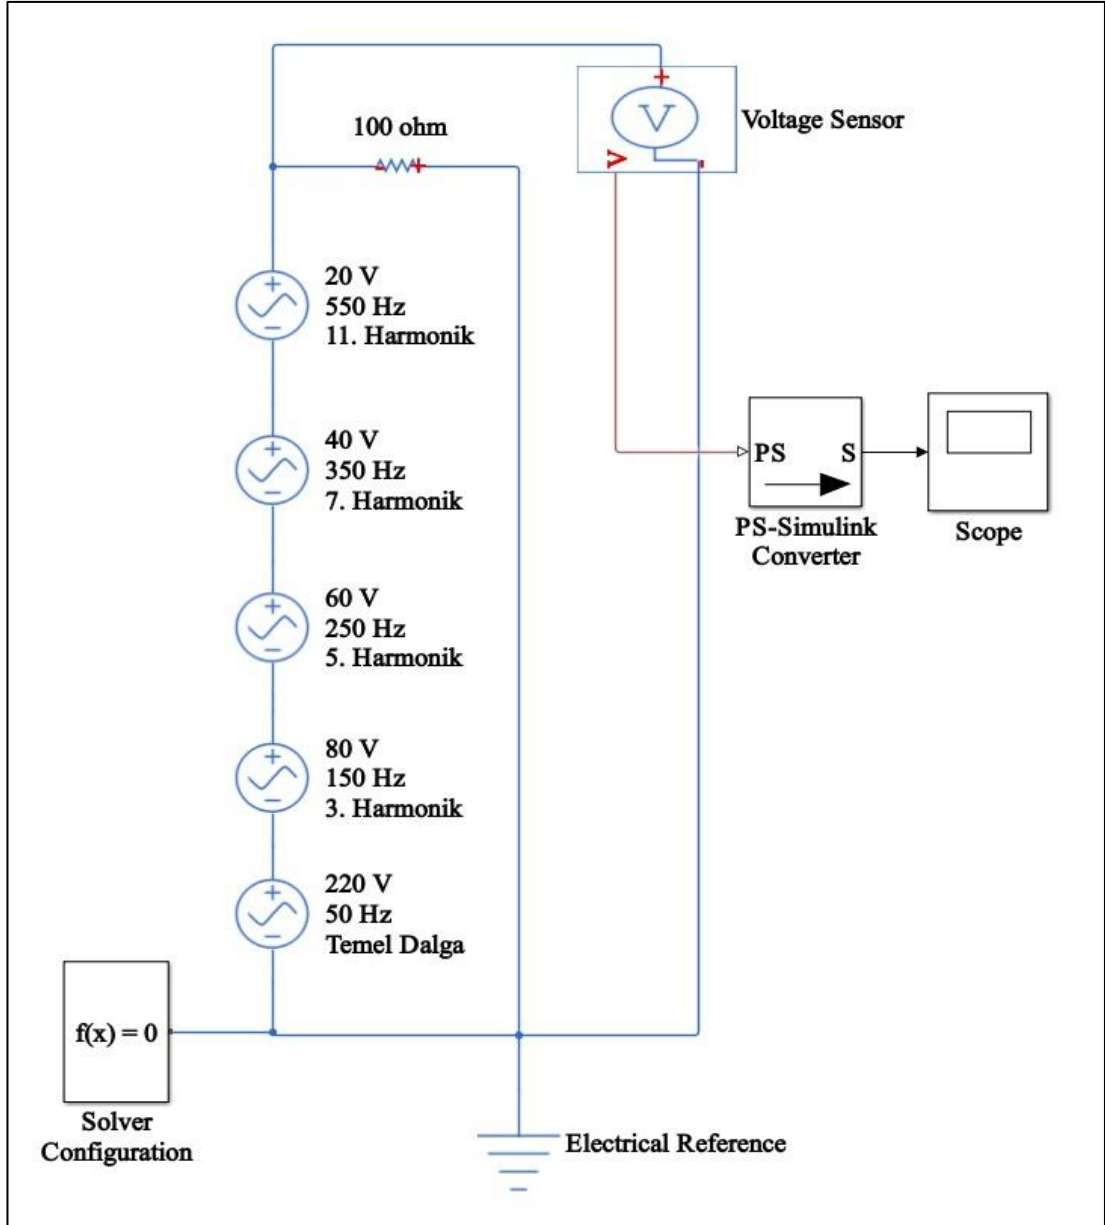 100 ohm
V
V
Voltage Sensor
20 V
550 Hz
11. Harmonik
40 V
350 Hz
7. Harmonik
PS S
PS-Simulink
Converter
Scope
60 V
250 Hz
5. Harmonik
80 V
150 Hz
3. Harmonik
220 V
50 Hz
Temel Dalga
f(x) = 0
Solver
Configuration
Electrical Reference